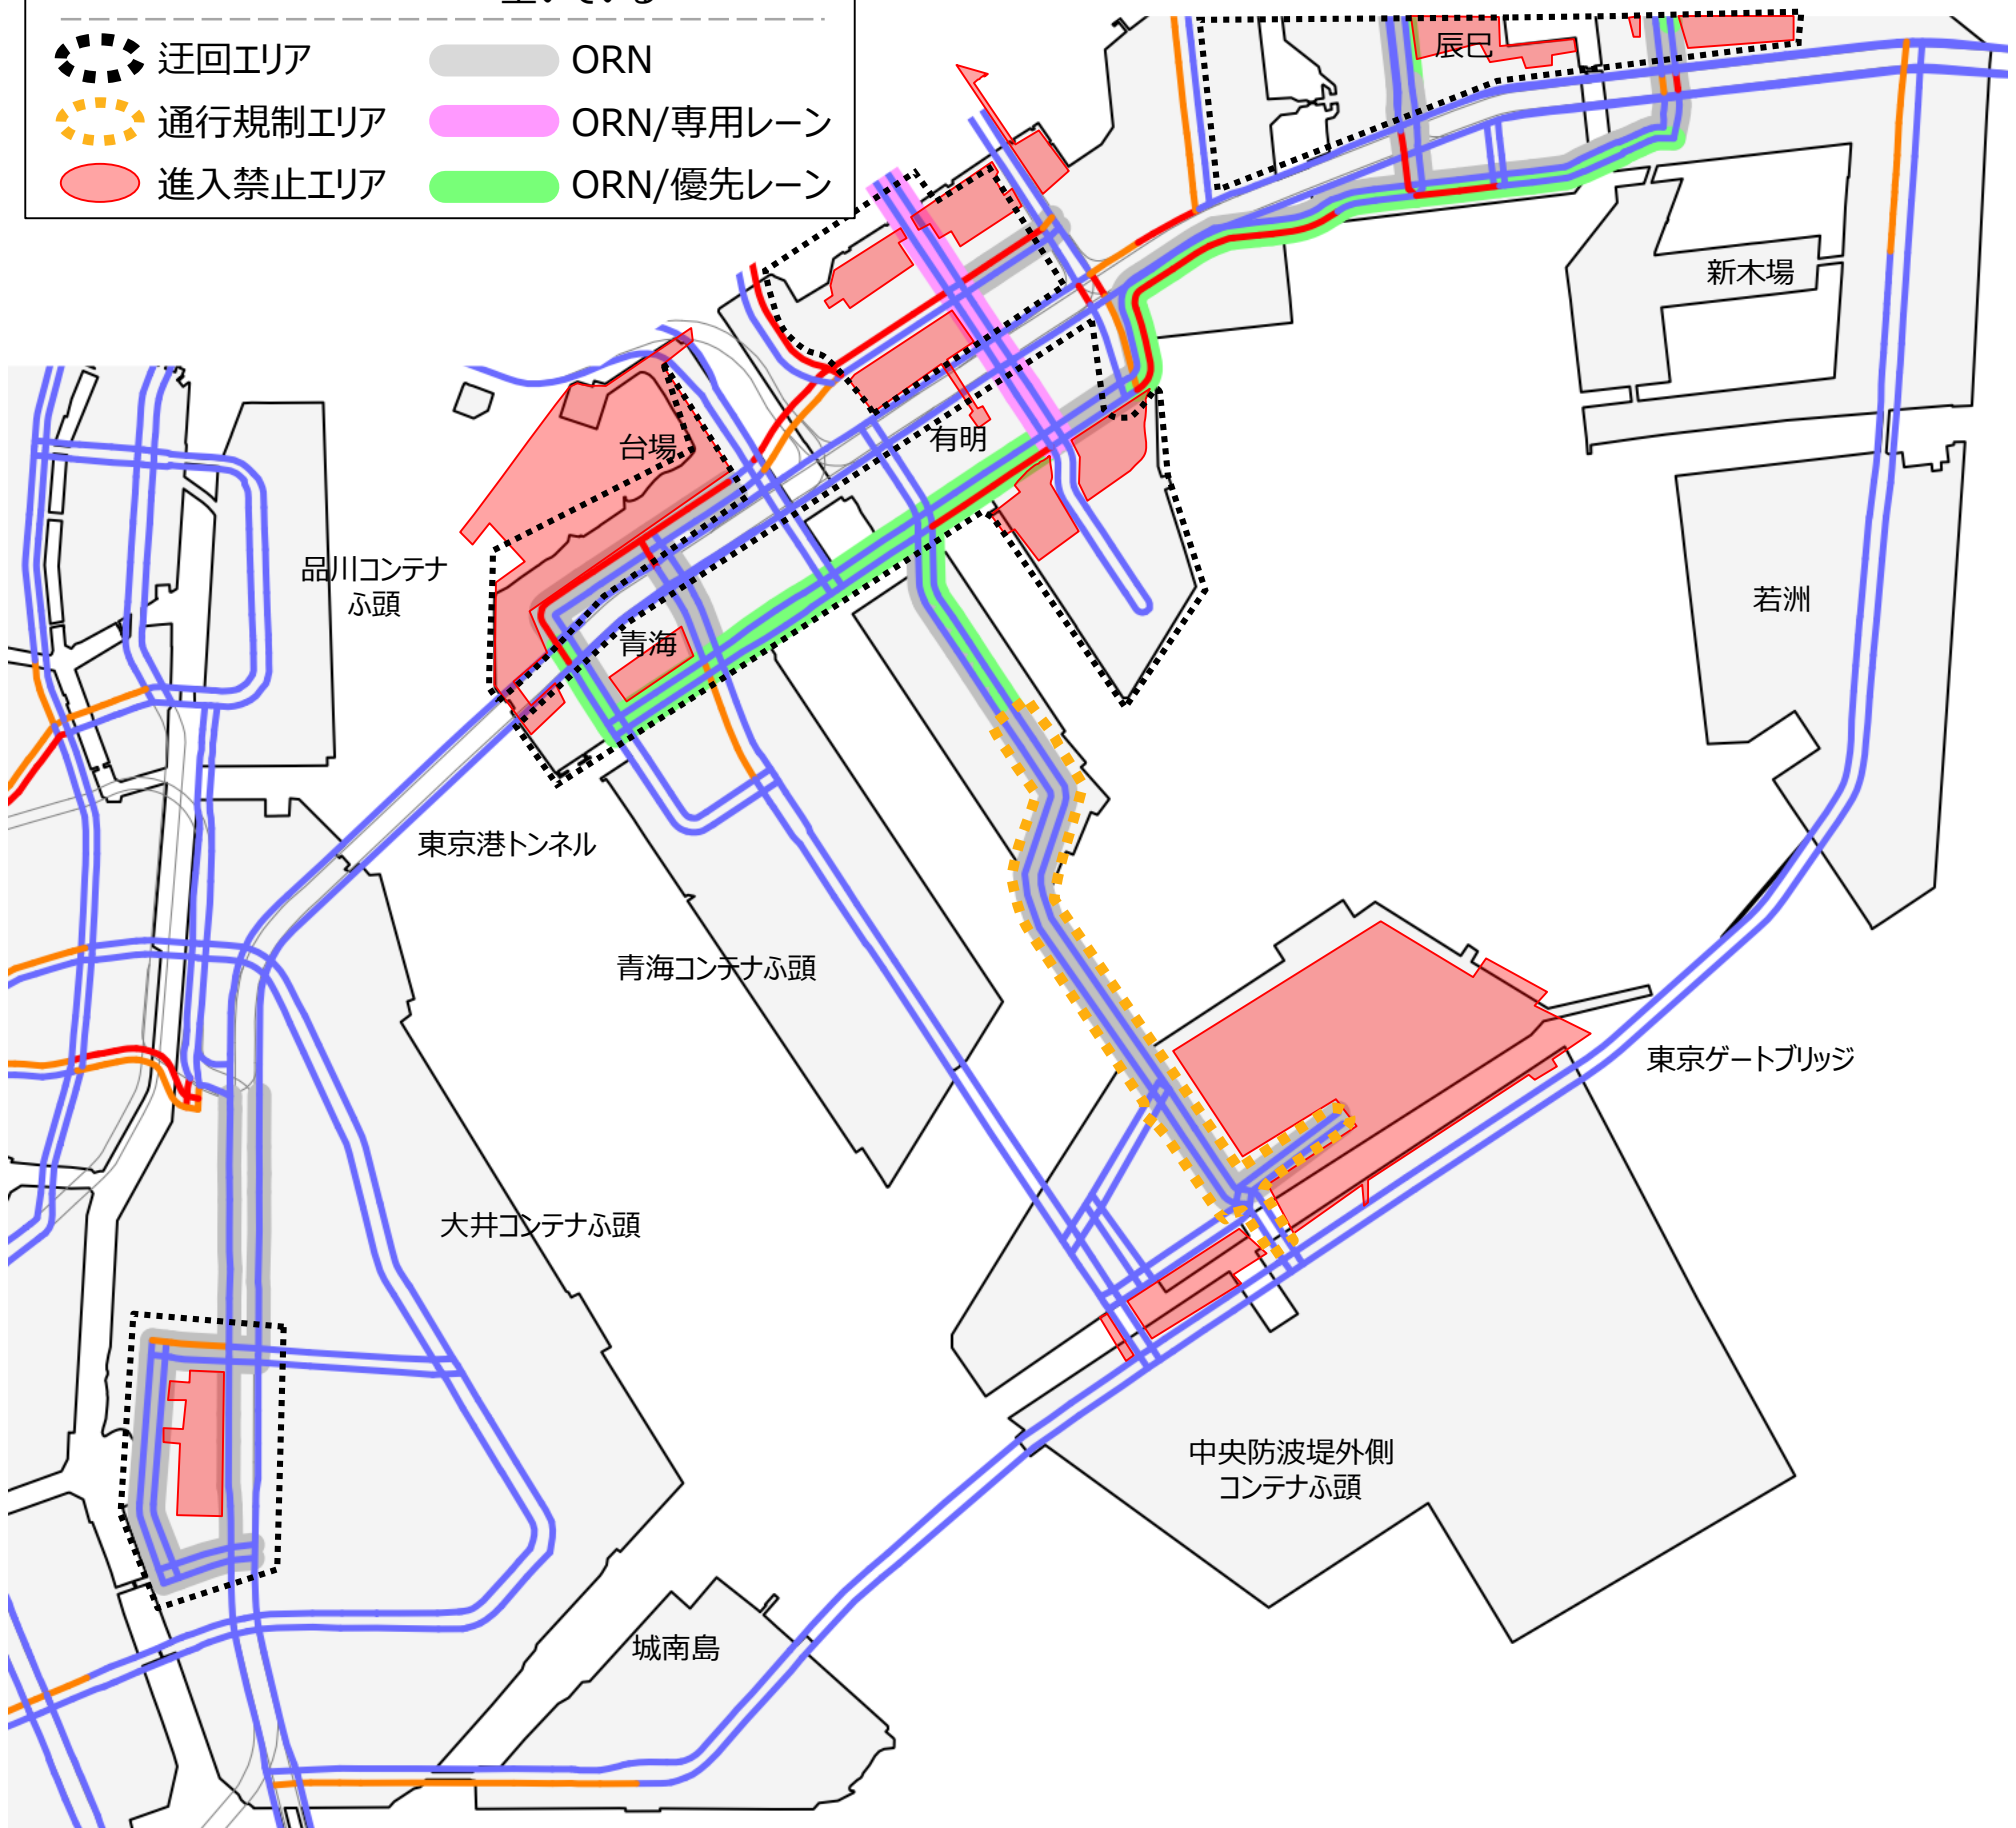 空いている
迂回エリア
ORN
通行規制エリア
ORN/専用レーン
進入禁止エリア
ORN/優先レーン
辰巳
新木場
台場
有明
品川コンテナ
ふ頭
青海
若洲
東京港トンネル
青海コンテナふ頭
東京ゲートブリッジ
大井コンテナふ頭
中央防波堤外側
コンテナふ頭
城南島